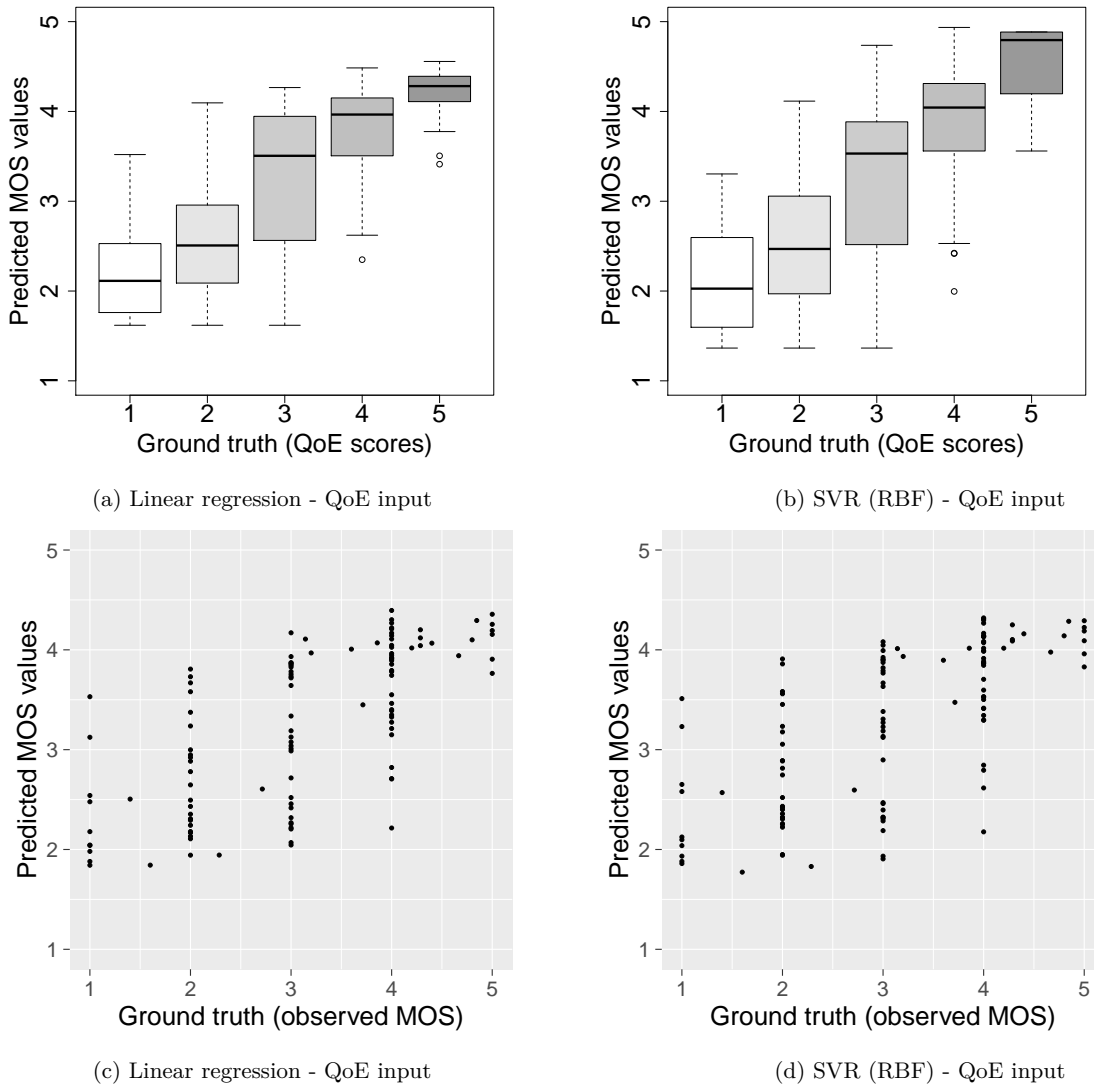 5
4
3
2
1
Predicted MOS values
1 2 3 4 5
Ground truth (QoE scores)
(a) Linear regression - QoE input
5
4
3
2
1
Predicted MOS values
1 2 3 4 5
Ground truth (QoE scores)
(b) SVR (RBF) - QoE input
5
4
3
2
1
Predicted MOS values
1 2 3 4 5
Ground truth (observed MOS)
(c) Linear regression - QoE input
5
4
3
2
1
Predicted MOS values
1 2 3 4 5
Ground truth (observed MOS)
(d) SVR (RBF) - QoE input